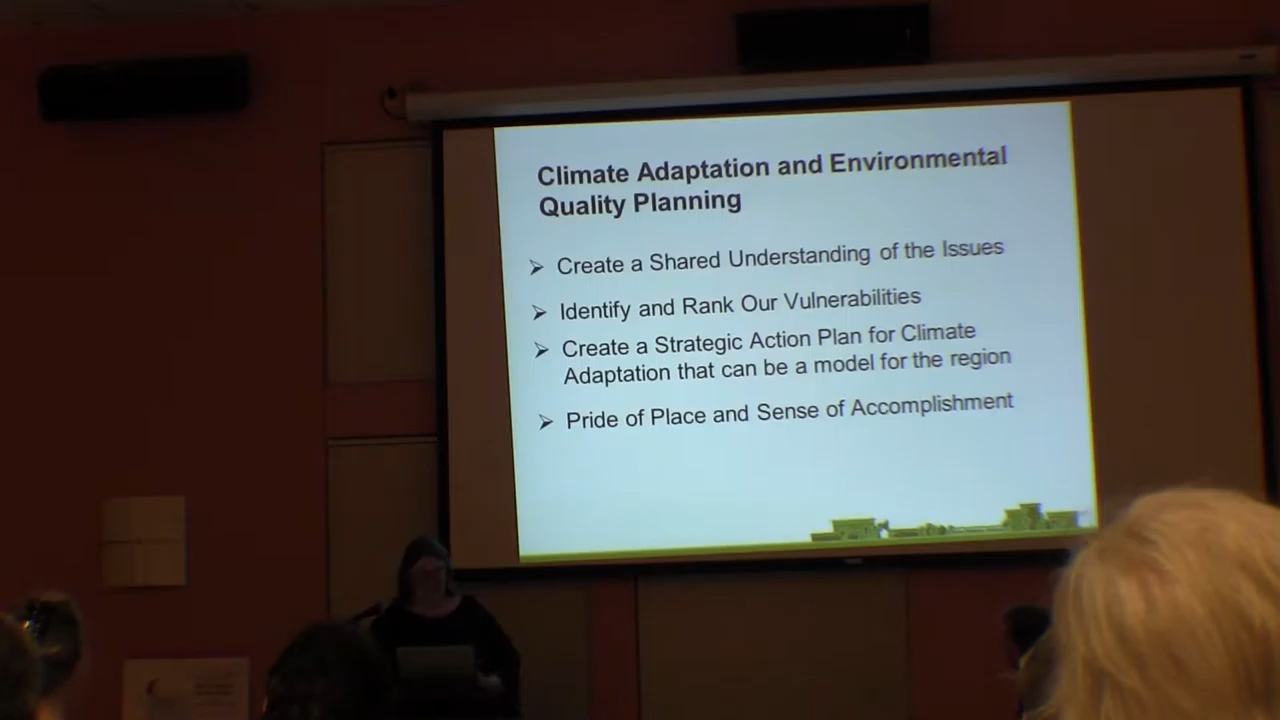 Climate Adaptation and Environmental
Quality Planning
➢ Create a Shared Understanding of the Issues
➢ Identify and Rank Our Vulnerabilities
➢ Create a Strategic Action Plan for Climate
Adaptation that can be a model for the region
➢ Pride of Place and Sense of Accomplishment